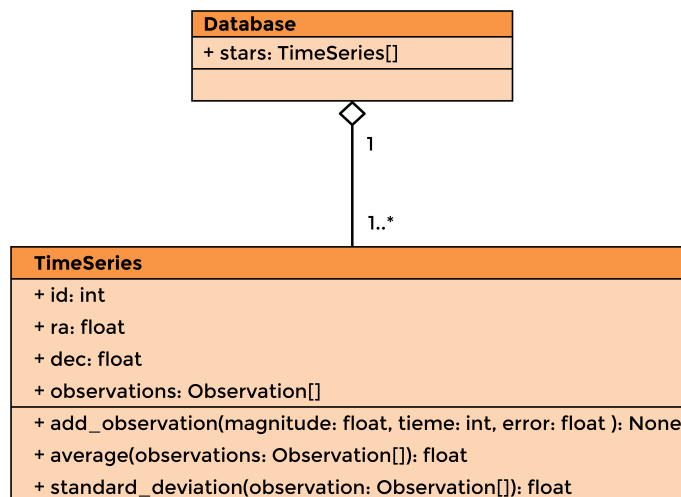 Database
+ stars: TimeSeries[]
1
1..*
TimeSeries
+ id: int
+ ra: float
+ dec: float
+ observations: Observation[]
+ add_observation(magnitude: float, tieme: int, error: float ): None
+ average(observations: Observation[]): float
+ standard_deviation(observation: Observation[]): float